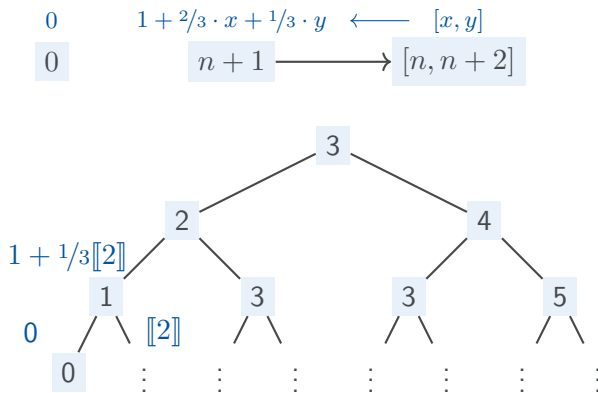 0 1 + 2/3 · x + 1/3 · y ⟵ [x, y]
0 n + 1 [n, n + 2]
3
2 4
1 + 1/3⟦2⟧
1 3 3 5
0 ⟦2⟧
0 ⋮ ⋮ ⋮ ⋮ ⋮ ⋮ ⋮